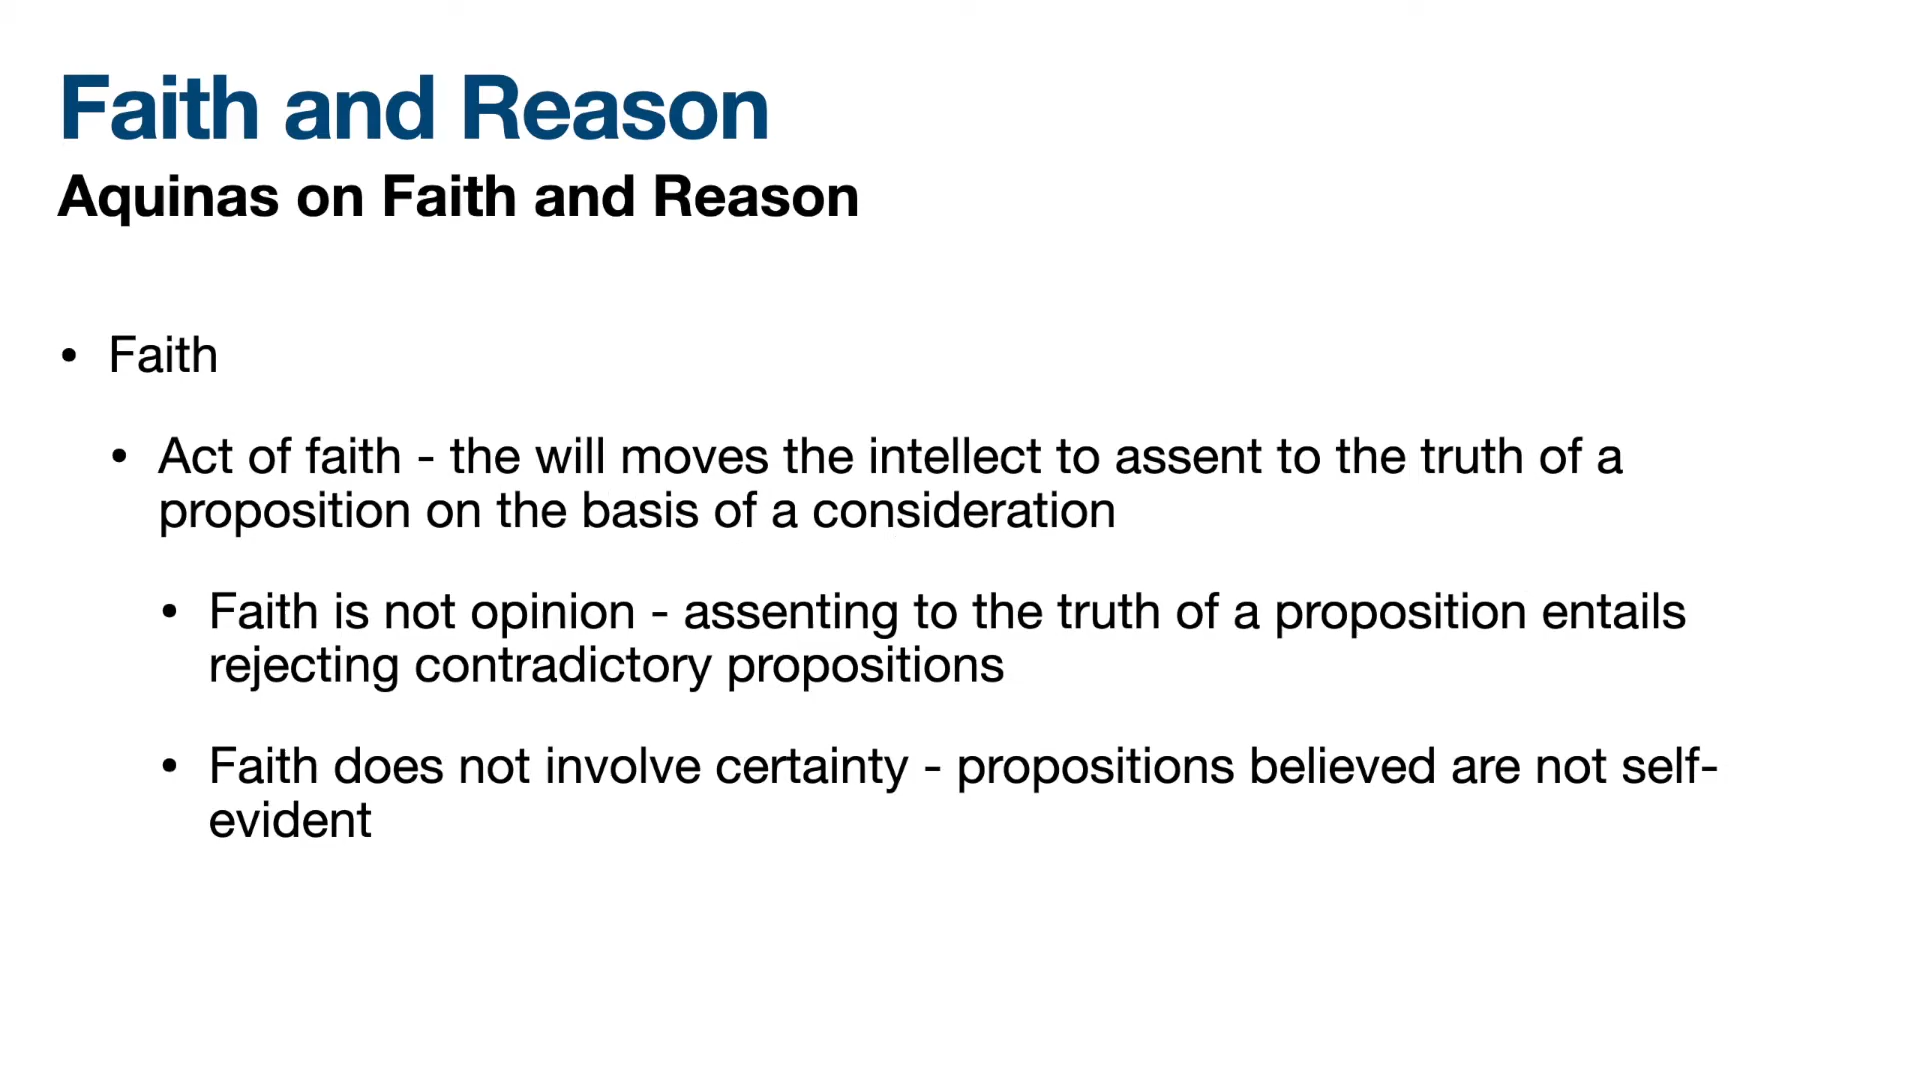 Faith and Reason
Aquinas on Faith and Reason
• Faith
• Act of faith - the will moves the intellect to assent to the truth of a
proposition on the basis of a consideration
• Faith is not opinion - assenting to the truth of a proposition entails
rejecting contradictory propositions
• Faith does not involve certainty - propositions believed are not self-
evident